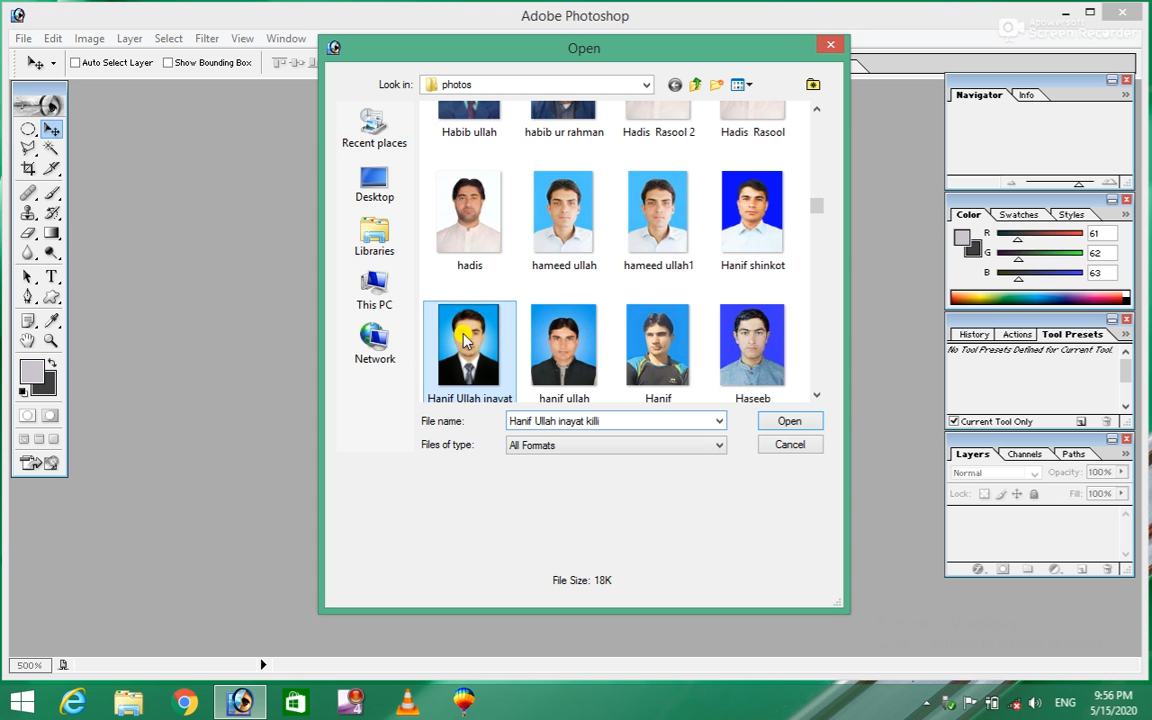 Adobe Photoshop
Apowersoft
Screen Recorder
File Edit Image Layer Select Filter View Window
Open
Auto Select Layer Show Bounding Box
Look in: photos
Navigator Info
Recent places
Desktop
Libraries
This PC
Network
Habib ullah habib ur rahman Hadis Rasool 2 Hadis Rasool
hadis hameed ullah hameed ullah1 Hanif shinkot
Hanif Ullah inayat hanif ullah Hanif Haseeb
File name: Hanif Ullah inayat killi Open
Files of type: All Formats Cancel
File Size: 18K
Color Swatches Styles
R 61
G 62
B 63
History Actions Tool Presets
No Tool Presets Defined for Current Tool.
Current Tool Only
Layers Channels Paths
Normal Opacity: 100%
Lock: Fill: 100%
500%
ENG
9:56 PM
5/15/2020